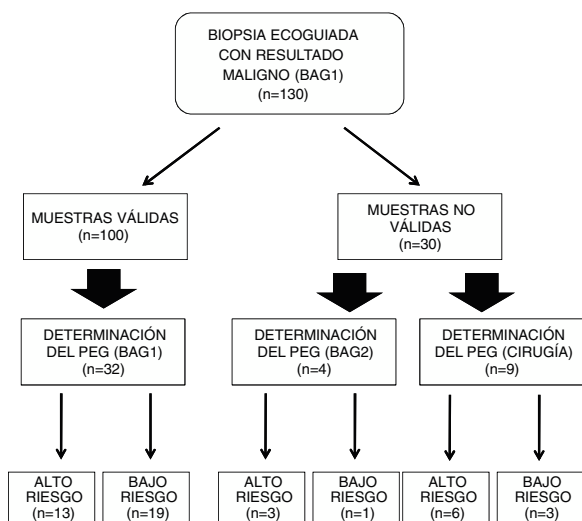 BIOPSIA ECOGUIADA
CON RESULTADO
MALIGNO (BAG1)
(n=130)
MUESTRAS VÁLIDAS
(n=100)
MUESTRAS NO
VÁLIDAS
(n=30)
DETERMINACIÓN
DEL PEG (BAG1)
(n=32)
DETERMINACIÓN
DEL PEG (BAG2)
(n=4)
DETERMINACIÓN
DEL PEG (CIRUGÍA)
(n=9)
ALTO
RIESGO
(n=13)
BAJO
RIESGO
(n=19)
ALTO
RIESGO
(n=3)
BAJO
RIESGO
(n=1)
ALTO
RIESGO
(n=6)
BAJO
RIESGO
(n=3)